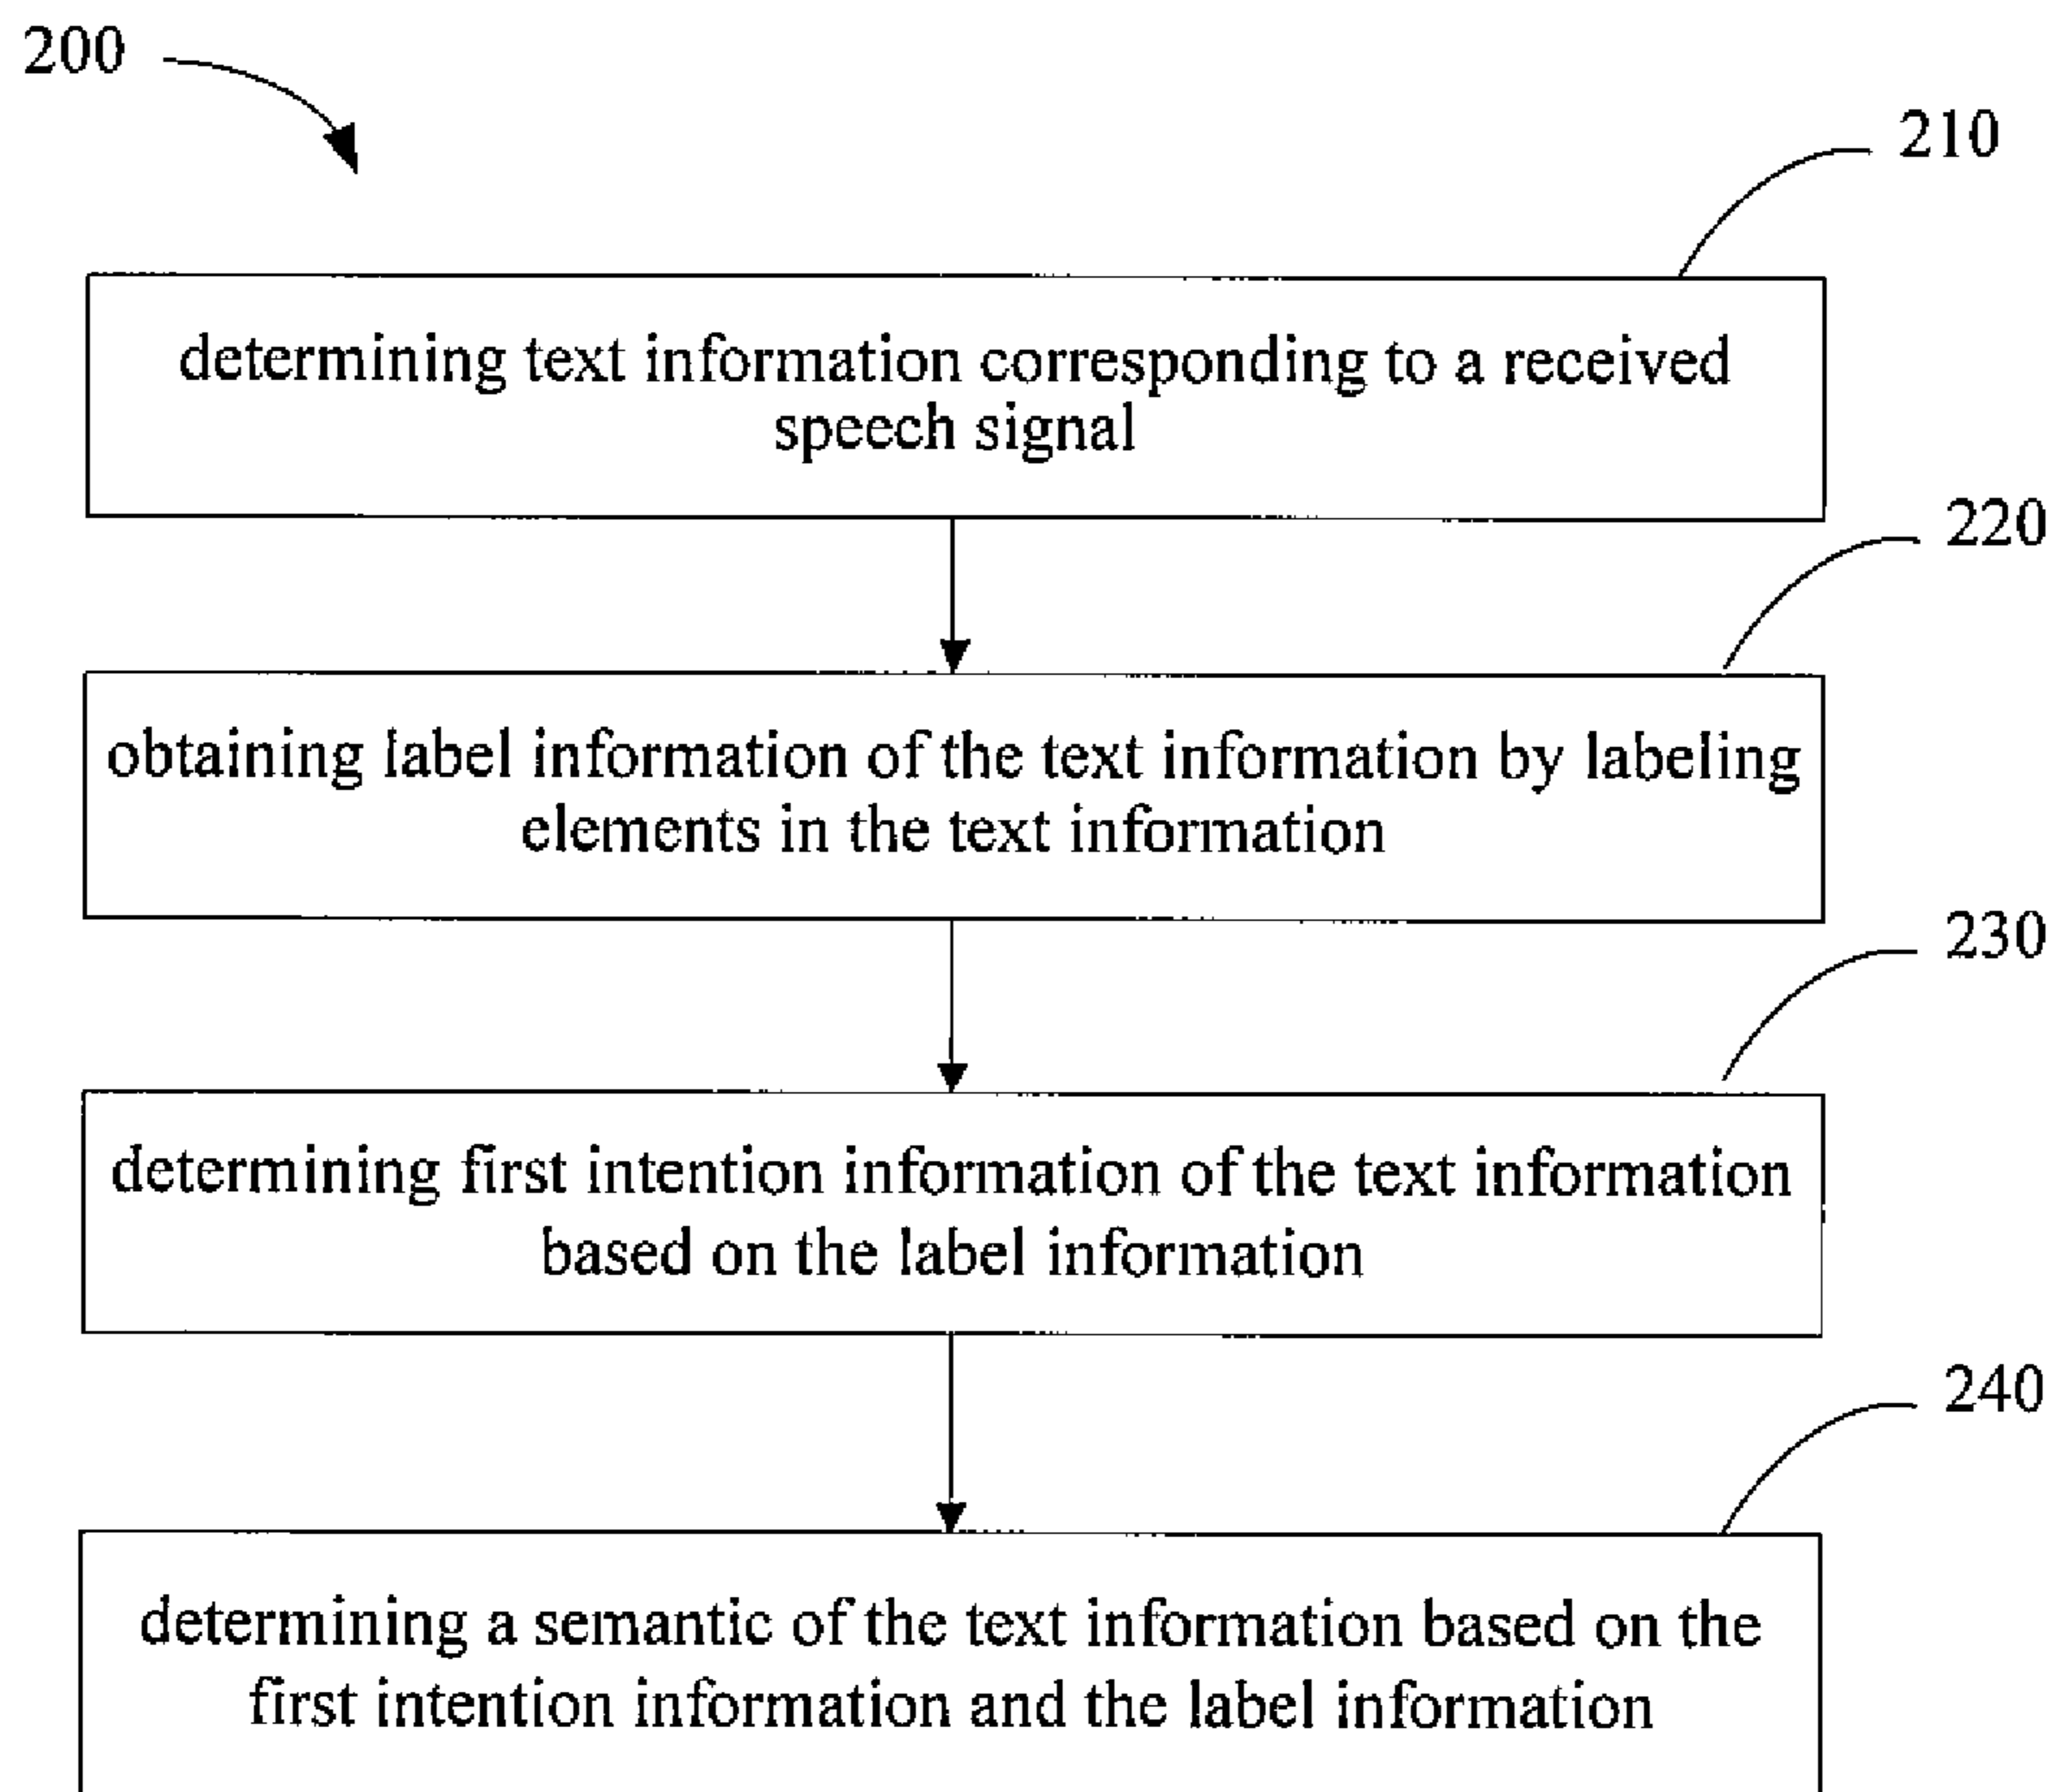 200
210
determining text information corresponding to a received
speech signal
220
obtaining label information of the text information by labeling
elements in the text information
230
determining first intention information of the text information
based on the label information
240
determining a semantic of the text information based on the
first intention information and the label information